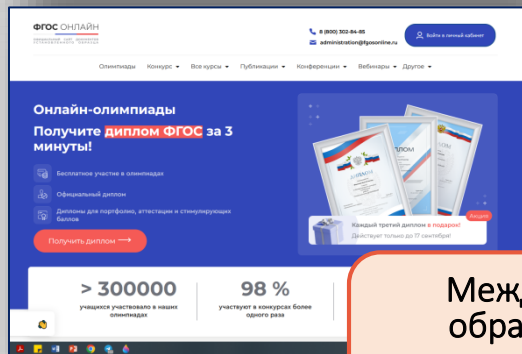 ФГОС ОНЛАЙН
8 (800) 302-84-85
administration@fgosonline.ru
Войти в личный кабинет
Олимпиады Конкурс Все курсы Публикации Конференции Вебинары Другое
Онлайн-олимпиады
Получите диплом ФГОС за 3
минуты!
Бесплатное участие в олимпиадах
Официальный диплом
Дипломы для портфолио, аттестации и стимулирующих
баллов
Получить диплом
ДИПЛОМ
Акция
Каждый третий диплом в подарок!
Действует только до 17 сентября!
> 300000
учащихся участвовало в наших
олимпиадах
98 %
участвуют в конкурсах более
одного раза
Меж
обра